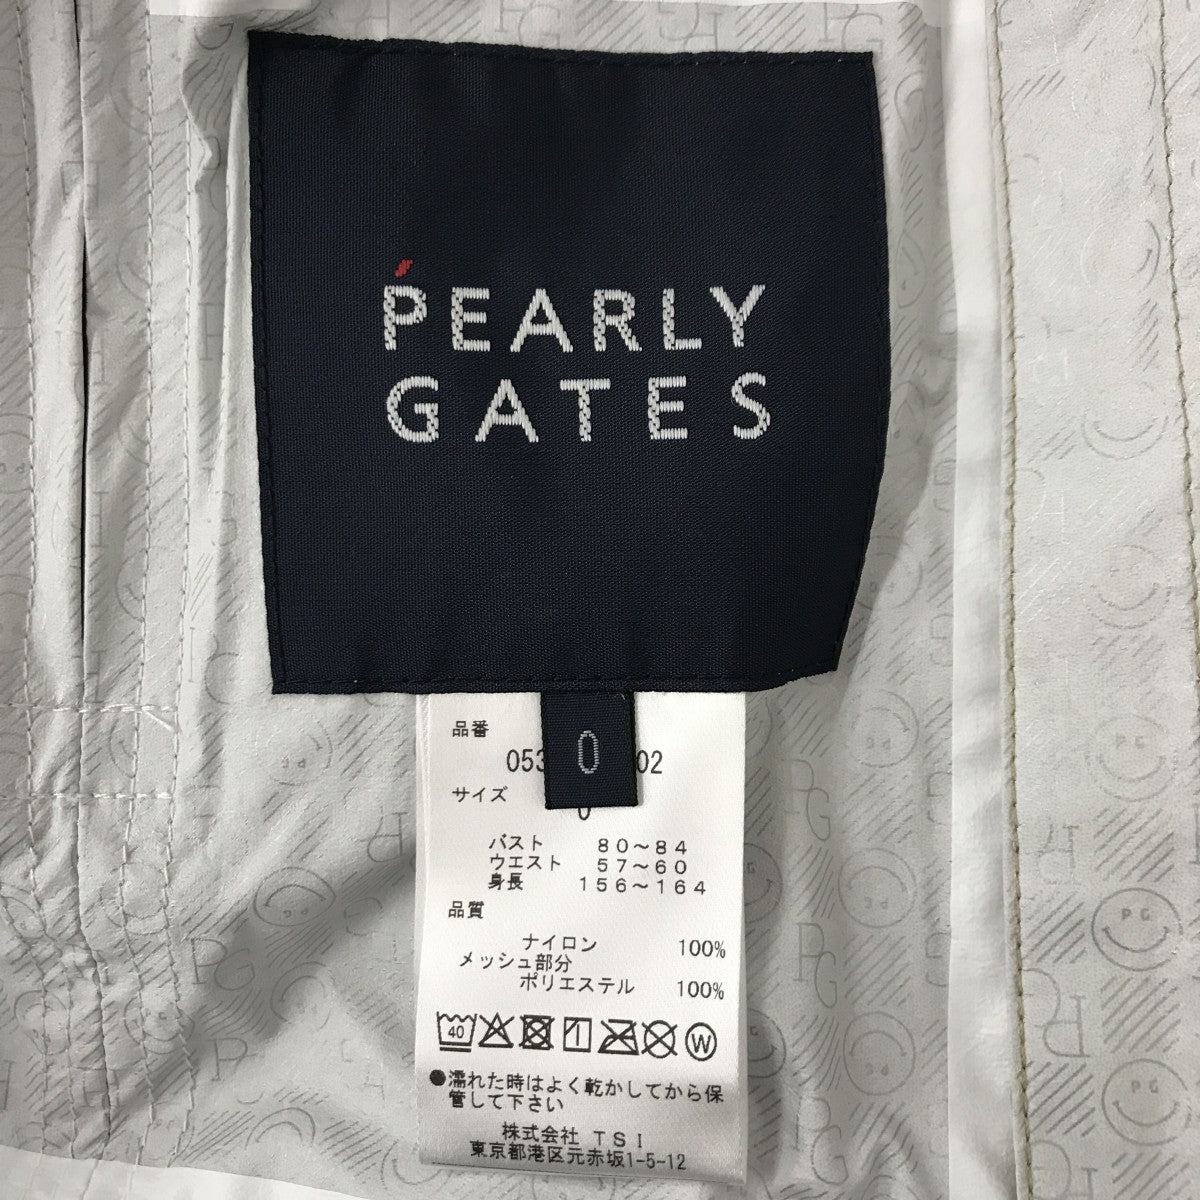 PEARLY
GATES
0
品番
053 02
サイズ
0
バスト 80～84
ウエスト 57～60
身長 156～164
品質
ナイロン 100%
メッシュ部分
ポリエステル 100%
40 W
●濡れた時はよく乾かしてから保
管して下さい
株式会社 TSI
東京都港区元赤坂1-5-12
PG